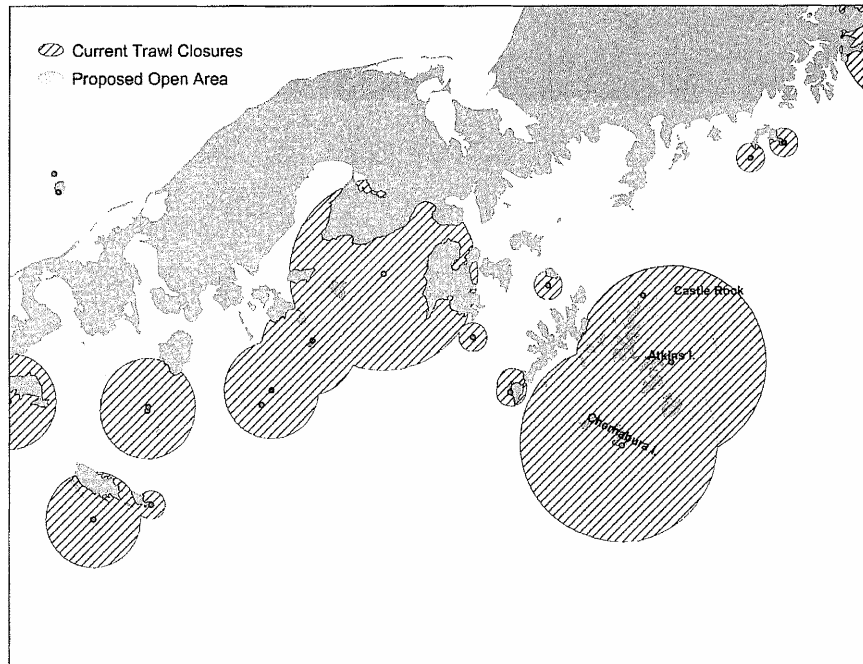 Current Trawl Closures
Proposed Open Area
Castle Rock
Atkins I.
Chernabura I.